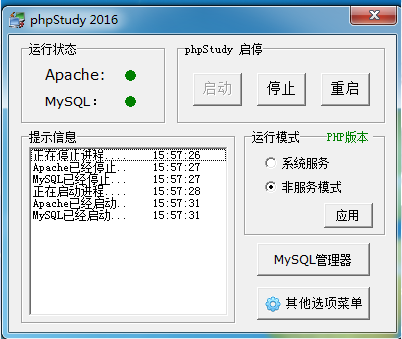 phpStudy 2016
运行状态
Apache:
MySQL:
phpStudy 启停
启动 停止 重启
提示信息
正在停止进程.... 15:57:26
Apache已经停止.. 15:57:27
MySQL已经停止... 15:57:27
正在启动进程.... 15:57:28
Apache已经启动.. 15:57:31
MySQL已经启动... 15:57:31
运行模式 PHP版本
系统服务
非服务模式
应用
MySQL管理器
其他选项菜单